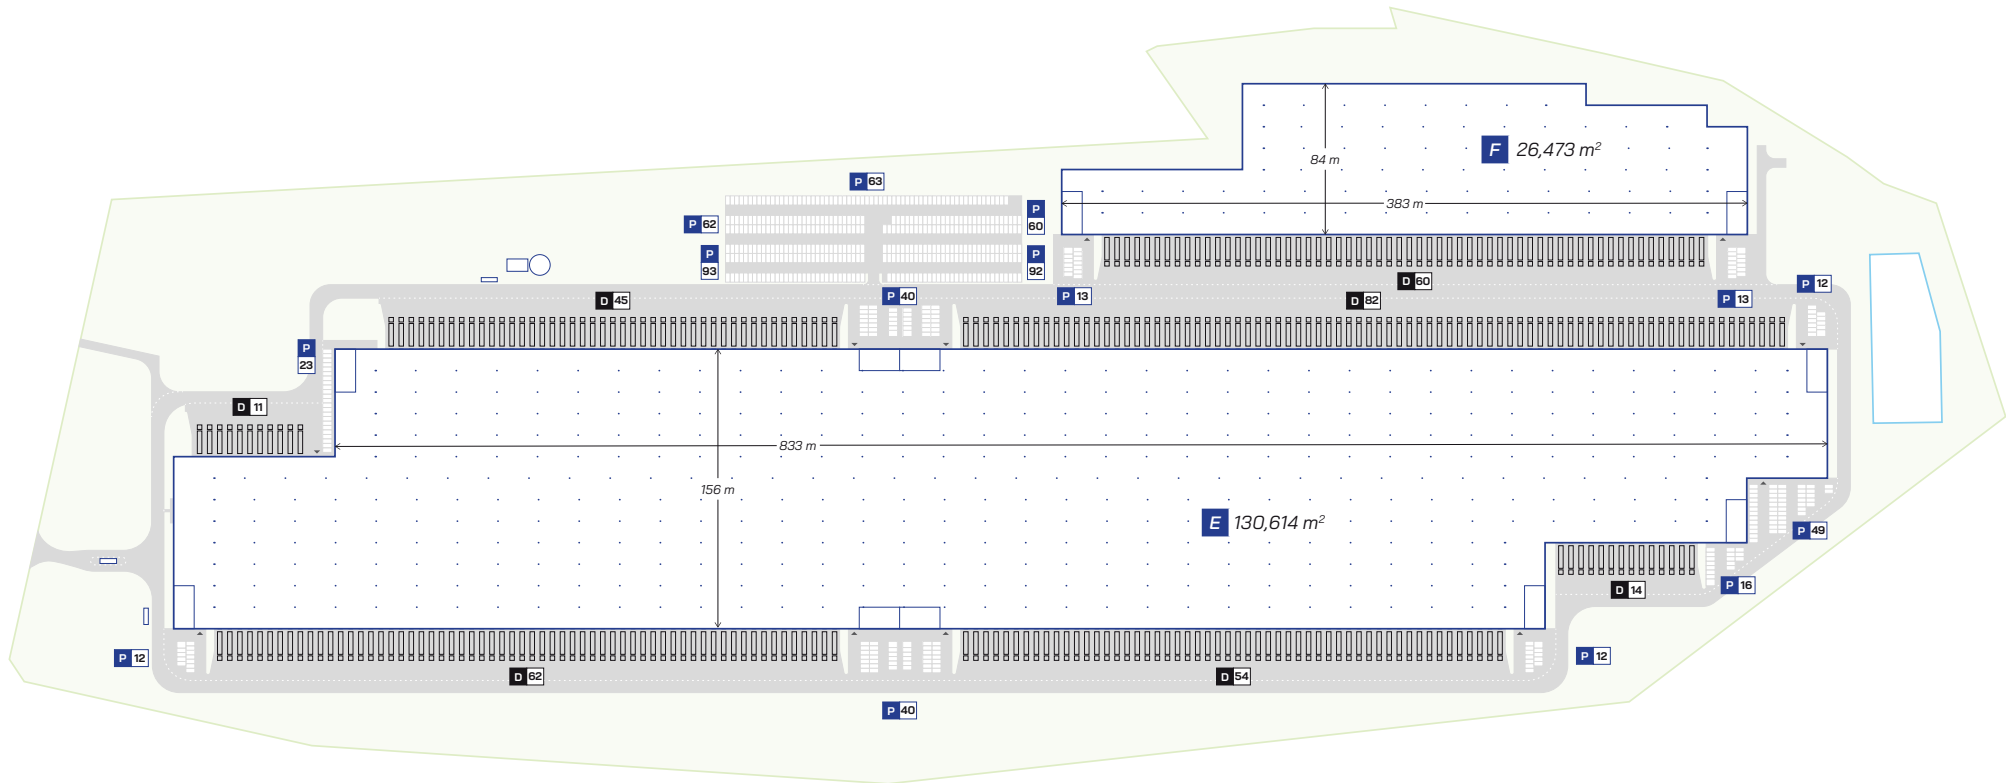 84 m
F 26,473 m²
P 63
383 m
P 62
P
60
P
93
P
92
D 60
P 12
P 40
P 13
P 13
D 45
D 82
P
23
D 11
833 m
156 m
E 130,614 m²
P 49
P 16
D 14
P 12
P 12
D 62
D 54
P 40